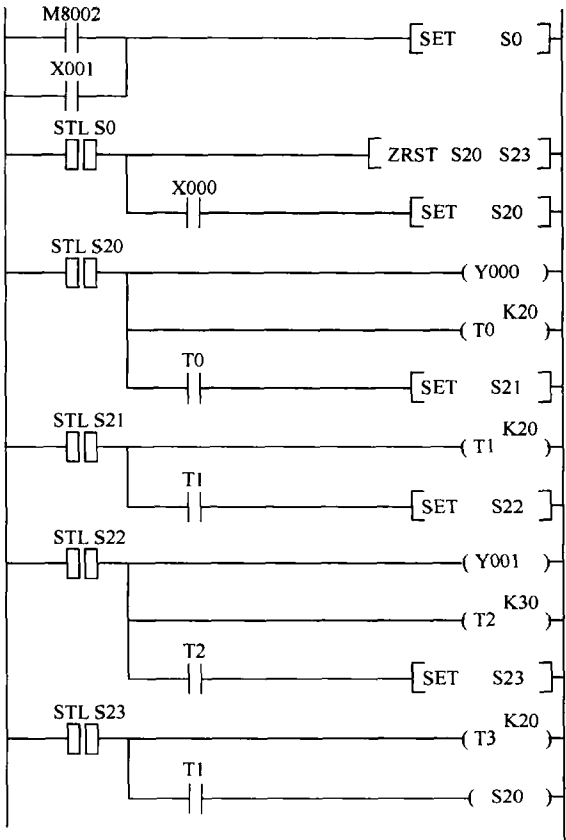 M8002
SET S0
X001
STL S0
ZRST S20 S23
X000
SET S20
STL S20
Y000
K20
T0
T0
SET S21
STL S21
K20
T1
T1
SET S22
STL S22
Y001
K30
T2
T2
SET S23
STL S23
K20
T3
T1
S20